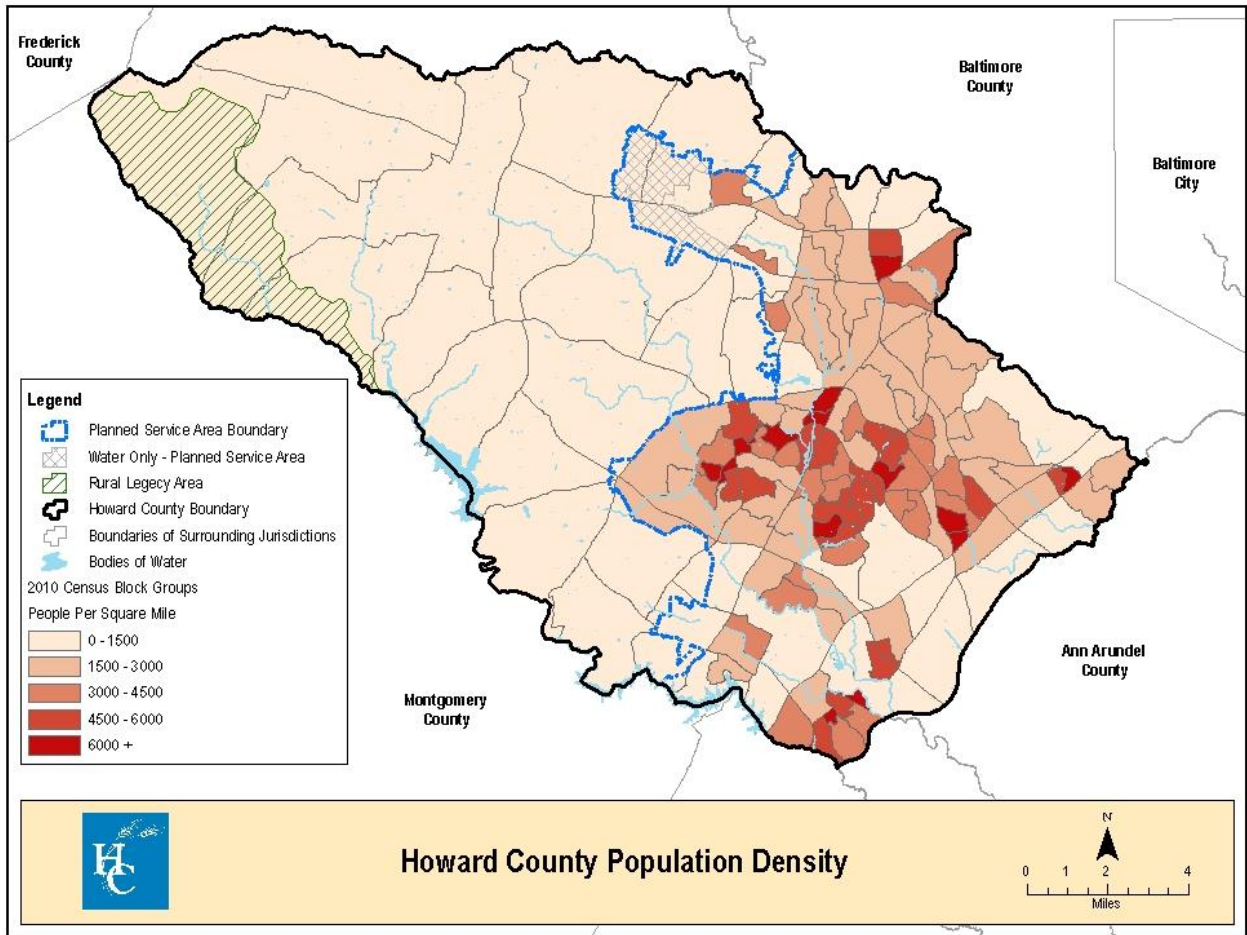 Frederick
County
Baltimore
County
Baltimore
City
Legend
Planned Service Area Boundary
Water Only - Planned Service Area
Rural Legecy Area
Howard County Boundary
Boundaries of Surrounding Jurisdictions
Bodies of Water
2010 Census Block Groups
People Per Square Mile
0 - 1500
1500 - 3000
3000 - 4500
4500 - 6000
6000 +
Montgomery
County
Ann Arundel
County
HC
Howard County Population Density
N
0 1 2 4
Miles